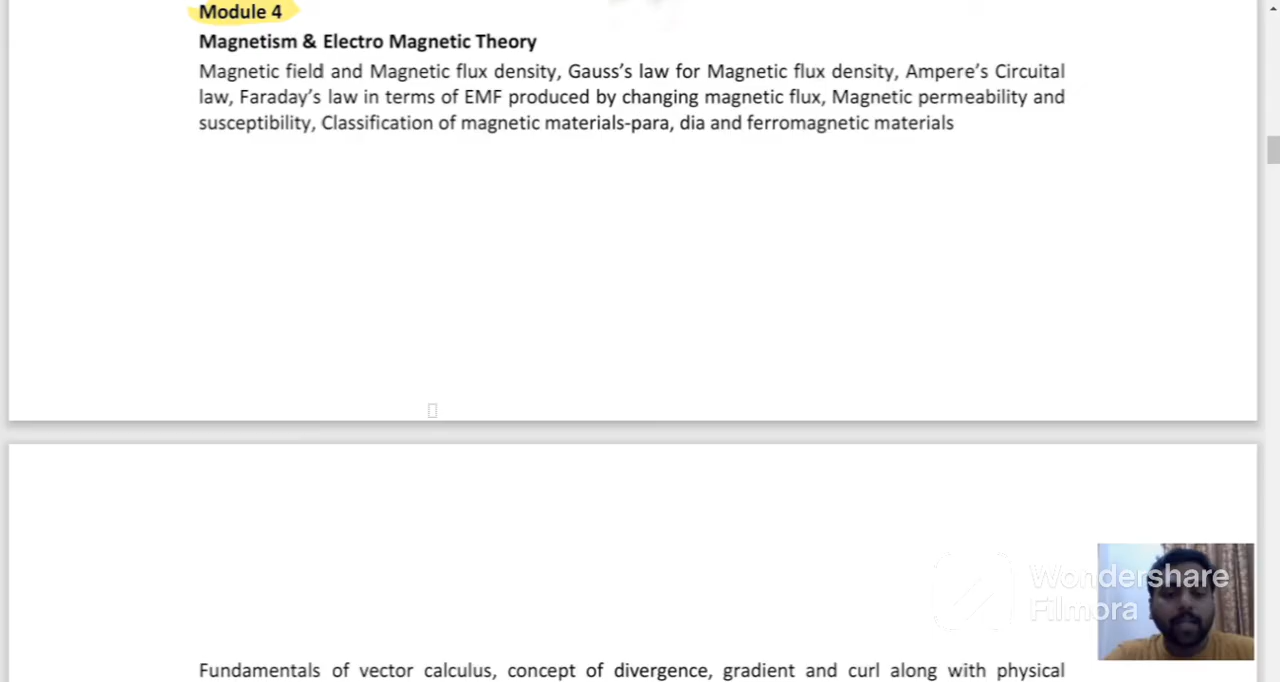 Module 4
Magnetism & Electro Magnetic Theory
Magnetic field and Magnetic flux density, Gauss's law for Magnetic flux density, Ampere's Circuital
law, Faraday's law in terms of EMF produced by changing magnetic flux, Magnetic permeability and
susceptibility, Classification of magnetic materials-para, dia and ferromagnetic materials
Wondershare
Filmora
Fundamentals of vector calculus, concept of divergence, gradient and curl along with physical